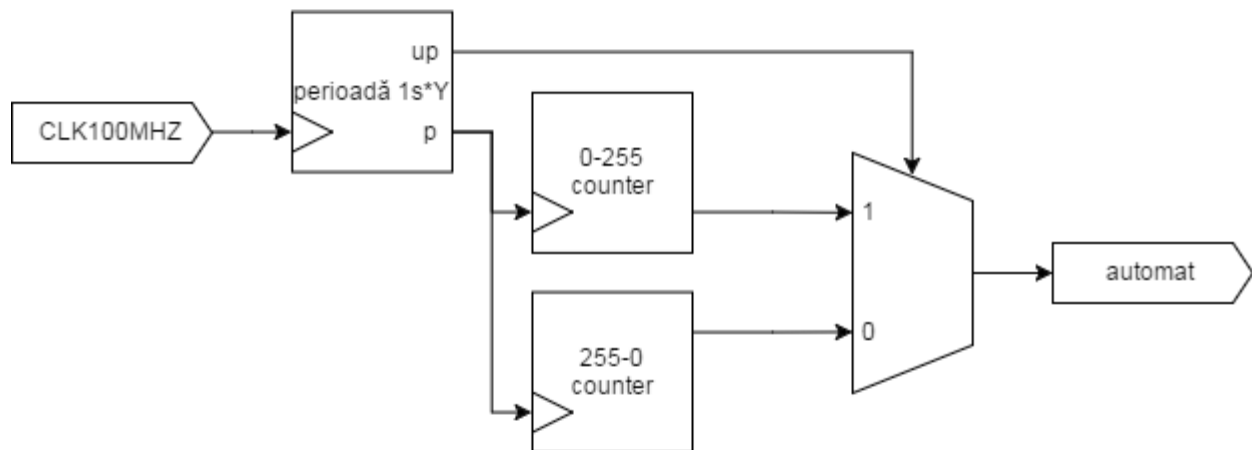 up
perioadă 1s*Y
p
CLK100MHZ
0-255
counter
1
automat
0
255-0
counter